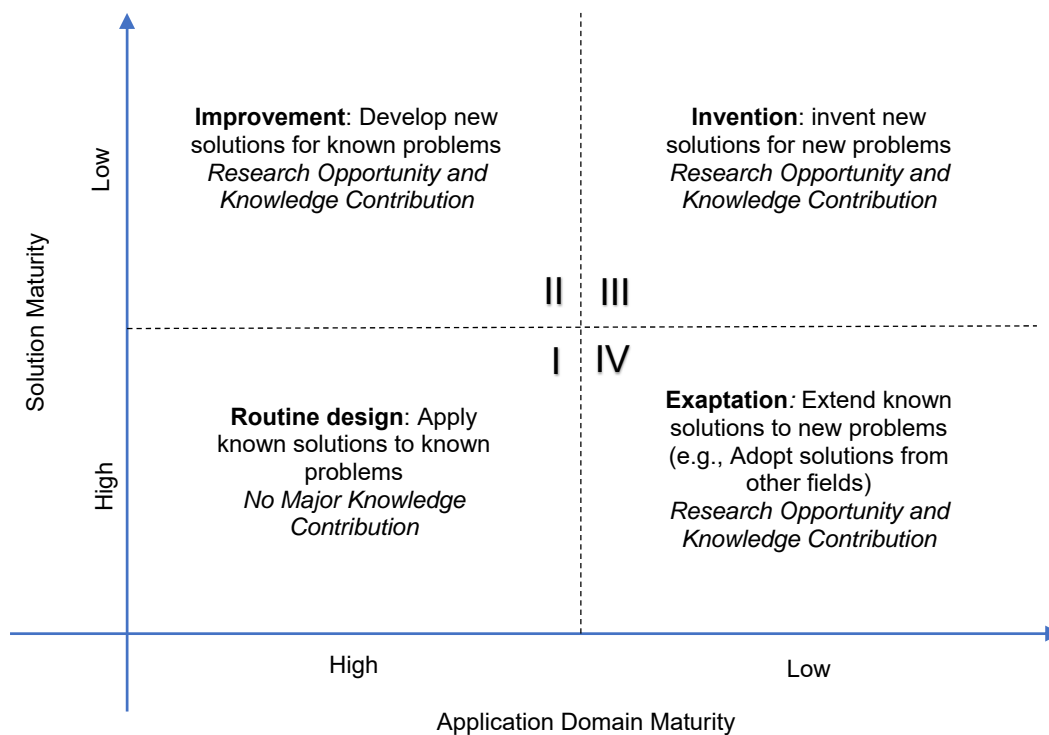 Improvement: Develop new
solutions for known problems
Research Opportunity and
Knowledge Contribution
Invention: invent new
solutions for new problems
Research Opportunity and
Knowledge Contribution
Low
Solution Maturity
II
III
I
IV
Routine design: Apply
known solutions to known
problems
No Major Knowledge
Contribution
Exaptation: Extend known
solutions to new problems
(e.g., Adopt solutions from
other fields)
Research Opportunity and
Knowledge Contribution
High
High
Low
Application Domain Maturity